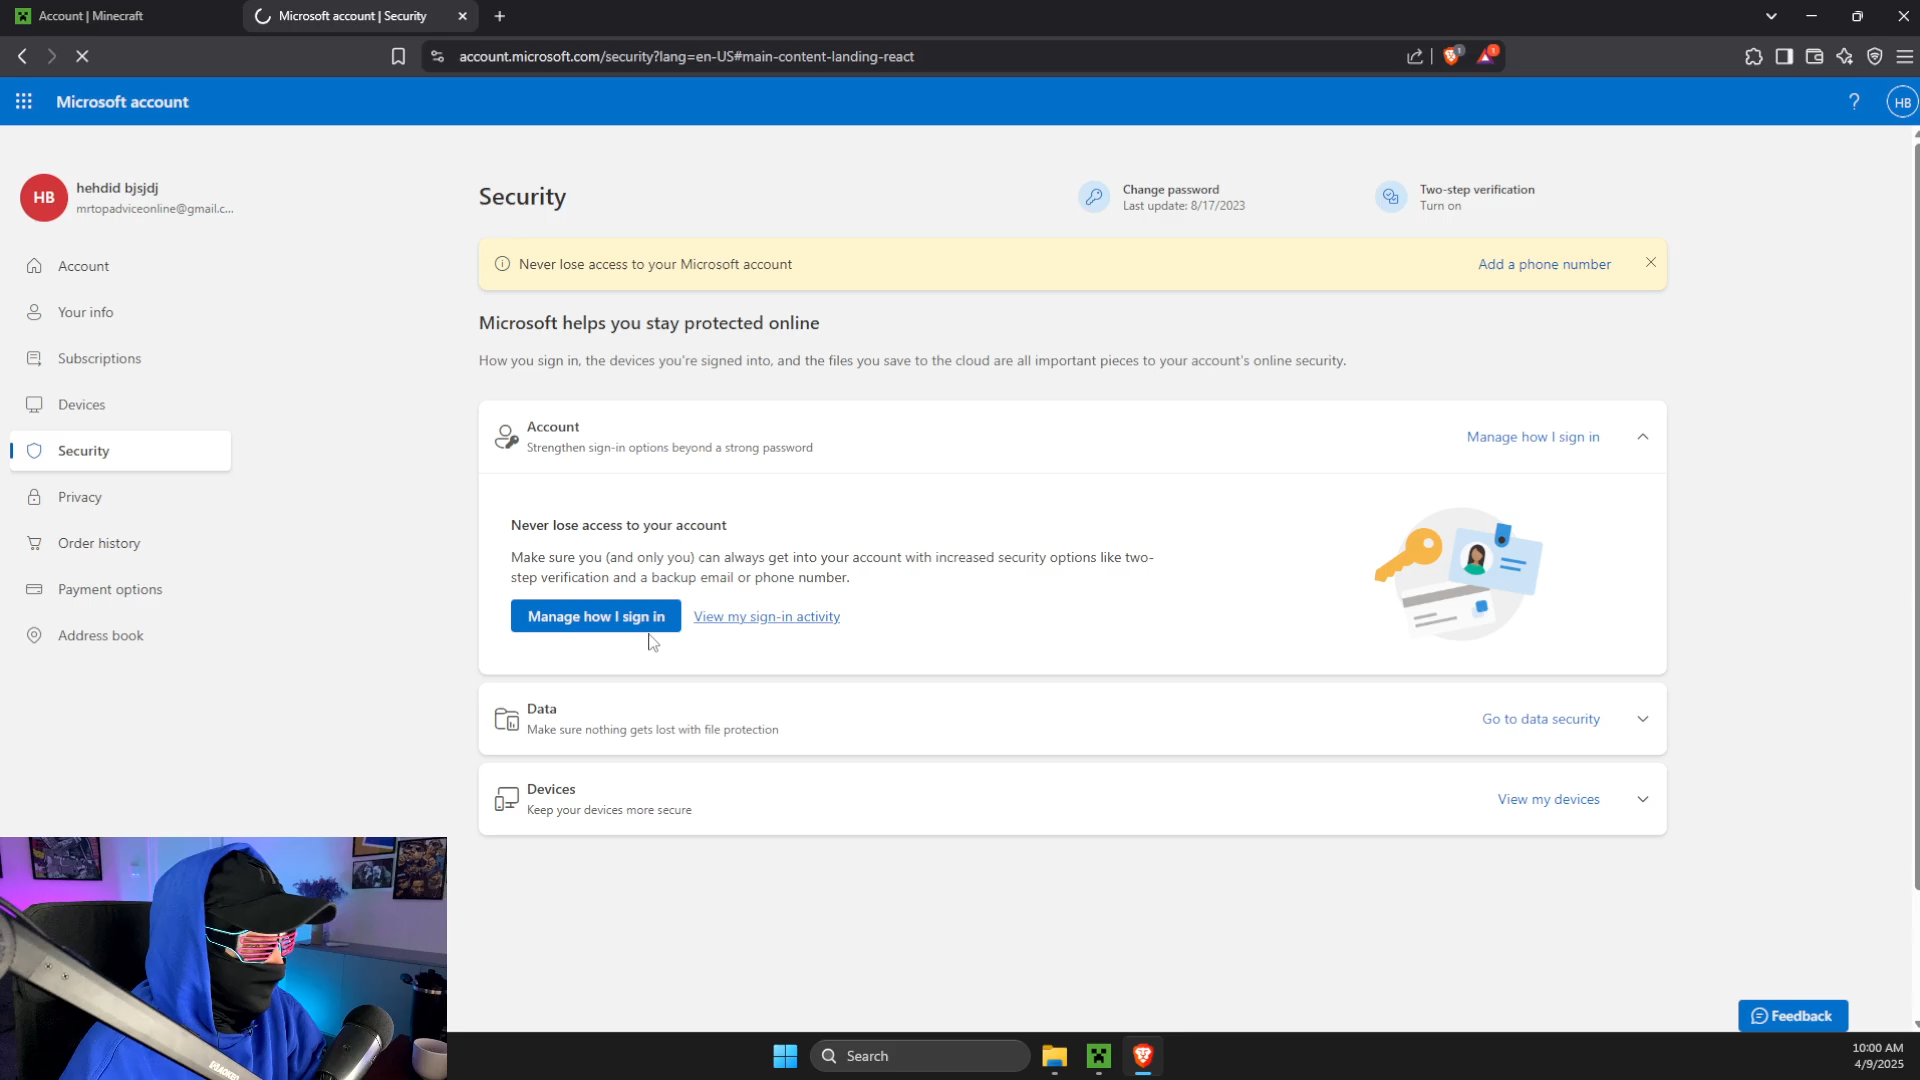 Account | Minecraft
Microsoft account | Security
account.microsoft.com/security?lang=en-US#main-content-landing-react
1
1
Microsoft account
?
HB
HB
hehdid bjsjdj
mrtopadviceonline@gmail.c...
Account
Your info
Subscriptions
Devices
Security
Privacy
Order history
Payment options
Address book
Security
Change password
Last update: 8/17/2023
Two-step verification
Turn on
Never lose access to your Microsoft account
Add a phone number
Microsoft helps you stay protected online
How you sign in, the devices you're signed into, and the files you save to the cloud are all important pieces to your account's online security.
Account
Strengthen sign-in options beyond a strong password
Manage how I sign in
Never lose access to your account
Make sure you (and only you) can always get into your account with increased security options like two-
step verification and a backup email or phone number.
Manage how I sign in
View my sign-in activity
Data
Make sure nothing gets lost with file protection
Go to data security
Devices
Keep your devices more secure
View my devices
Feedback
Search
10:00 AM
4/9/2025